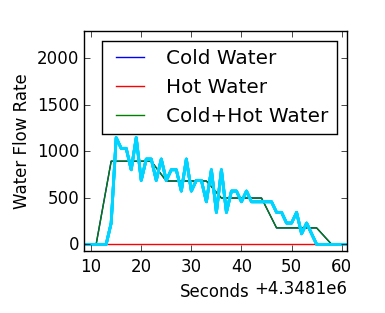 2000
1500
1000
500
0
Water Flow Rate
Cold Water
Hot Water
Cold+Hot Water
10 20 30 40 50 60
Seconds +4.3481e6